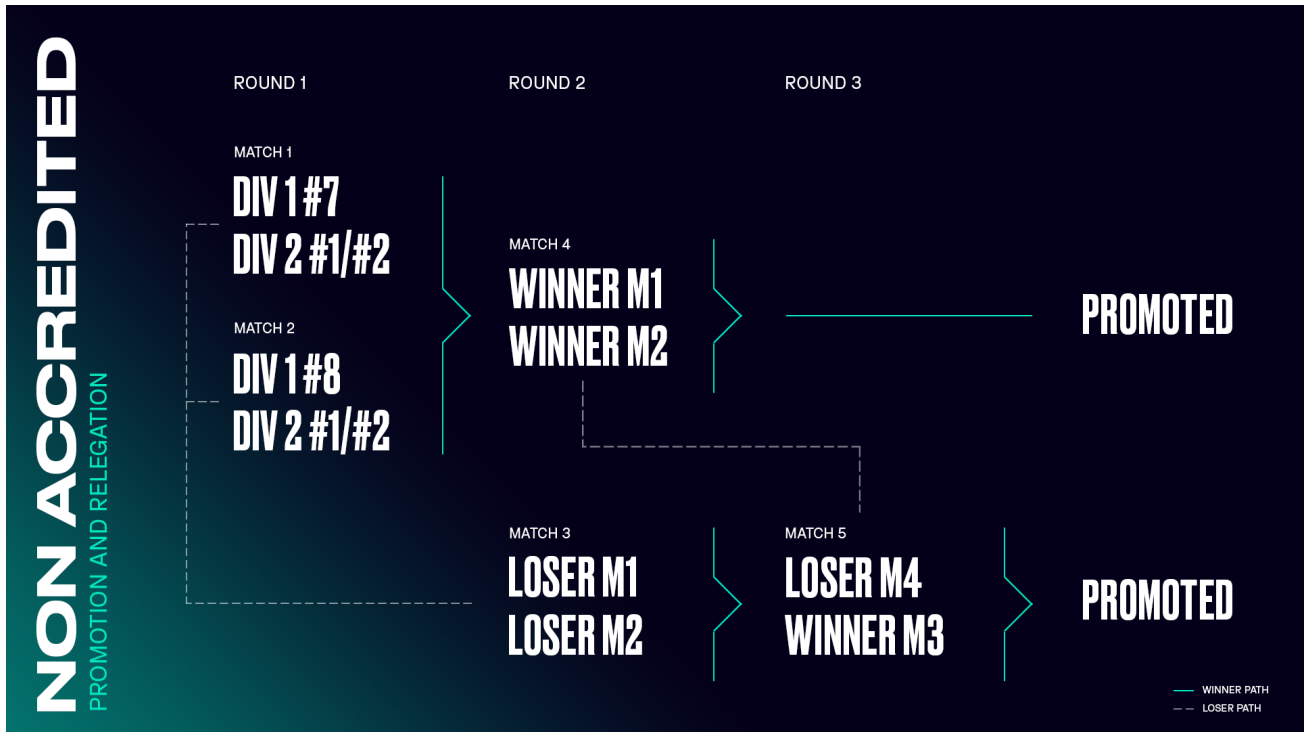 NON ACCREDITED
PROMOTION AND RELEGATION
ROUND 1
ROUND 2
ROUND 3
MATCH 1
DIV 1 #7
DIV 2 #1/#2
MATCH 2
DIV 1 #8
DIV 2 #1/#2
MATCH 4
WINNER M1
WINNER M2
PROMOTED
MATCH 3
LOSER M1
LOSER M2
MATCH 5
LOSER M4
WINNER M3
PROMOTED
WINNER PATH
LOSER PATH